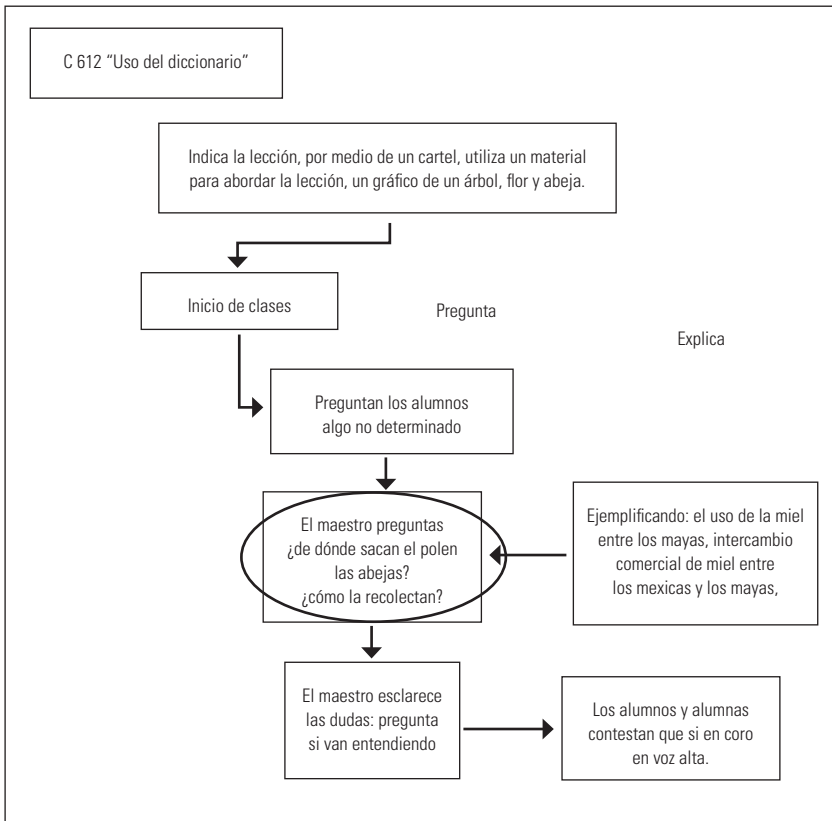 C 612 “Uso del diccionario”
Indica la lección, por medio de un cartel, utiliza un material
para abordar la lección, un gráfico de un árbol, flor y abeja.
Inicio de clases
Pregunta
Explica
Preguntan los alumnos
algo no determinado
El maestro preguntas
¿de dónde sacan el polen
las abejas?
¿cómo la recolectan?
Ejemplificando: el uso de la miel
entre los mayas, intercambio
comercial de miel entre
los mexicas y los mayas,
El maestro esclarece
las dudas: pregunta
si van entendiendo
Los alumnos y alumnas
contestan que si en coro
en voz alta.